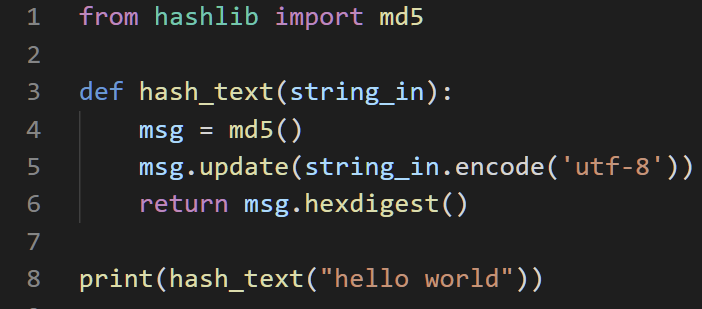 1 from hashlib import md5
2
3 def hash_text(string_in):
4     msg = md5()
5     msg.update(string_in.encode('utf-8'))
6     return msg.hexdigest()
7
8 print(hash_text("hello world"))